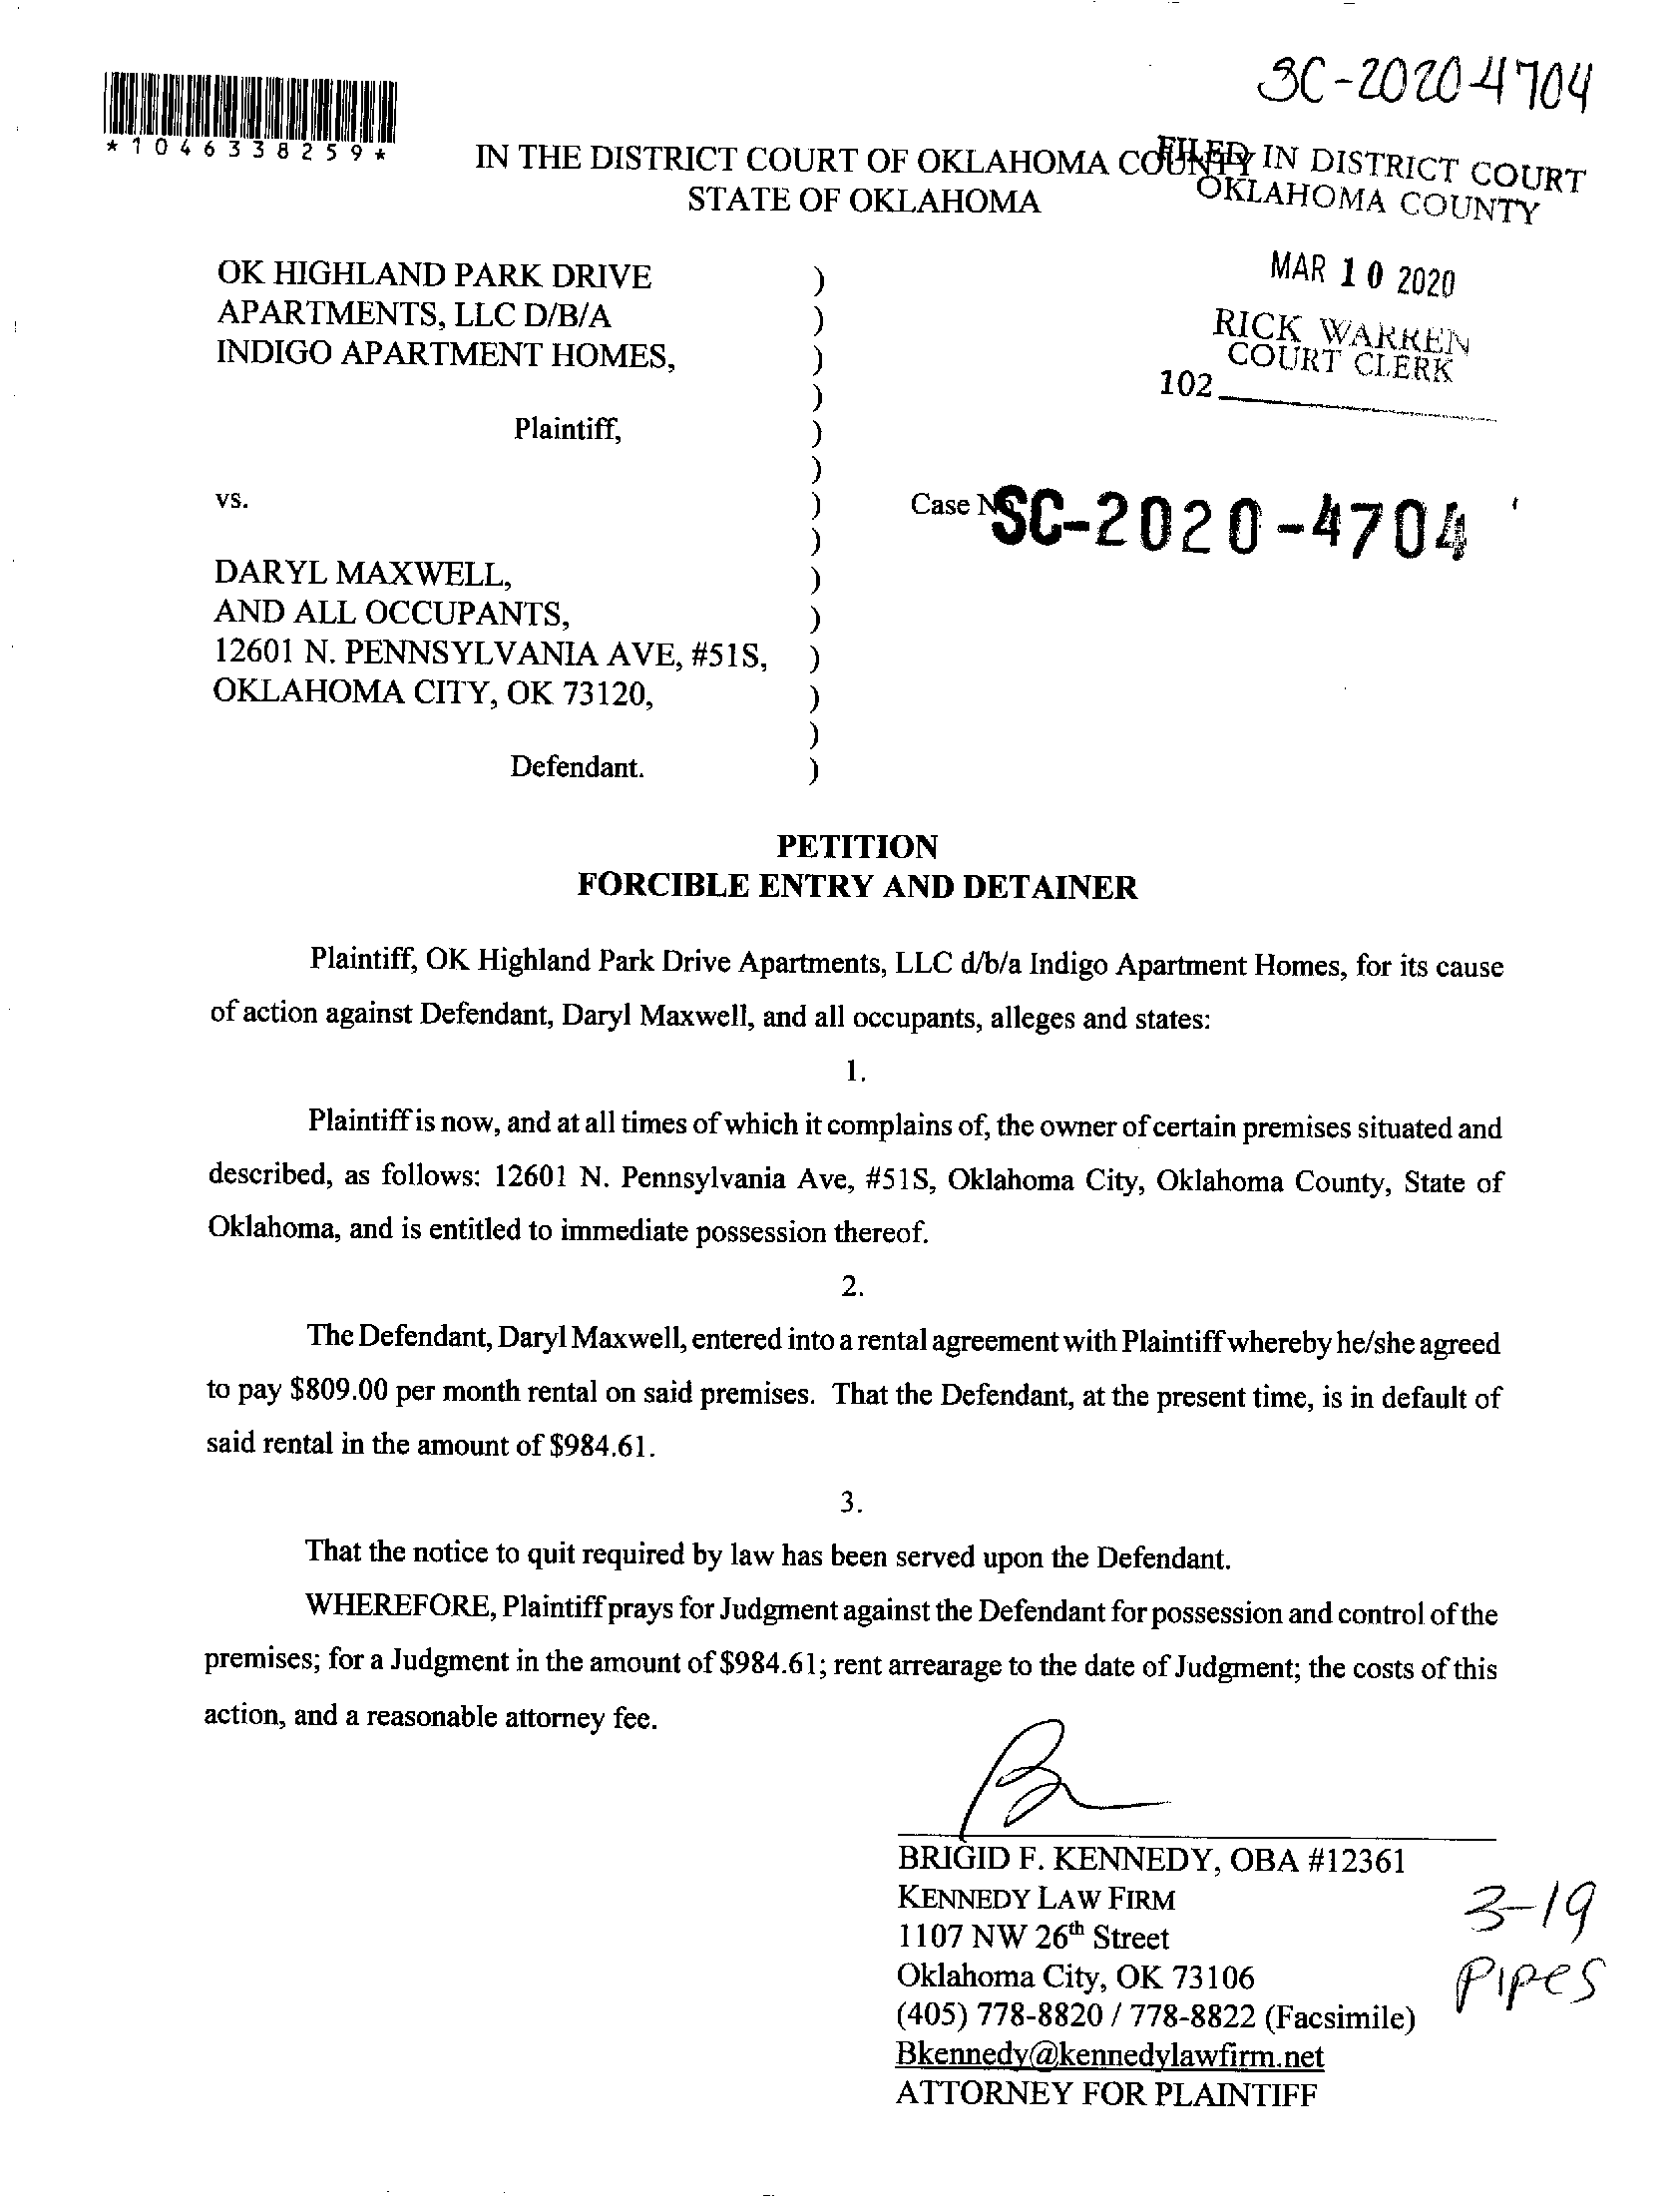 SC-2020-4704
*1046338259*
IN THE DISTRICT COURT OF OKLAHOMA COUNTY
STATE OF OKLAHOMA
FILED IN DISTRICT COURT
OKLAHOMA COUNTY
MAR 10 2020
RICK WARREN
COURT CLERK
102
OK HIGHLAND PARK DRIVE )
APARTMENTS, LLC D/B/A )
INDIGO APARTMENT HOMES, )
)
Plaintiff, )
)
vs. )
Case No. SC-2020-4704
)
DARYL MAXWELL, )
AND ALL OCCUPANTS, )
12601 N. PENNSYLVANIA AVE, #51S, )
OKLAHOMA CITY, OK 73120, )
)
Defendant. )
PETITION
FORCIBLE ENTRY AND DETAINER
Plaintiff, OK Highland Park Drive Apartments, LLC d/b/a Indigo Apartment Homes, for its cause
of action against Defendant, Daryl Maxwell, and all occupants, alleges and states:
1.
Plaintiff is now, and at all times of which it complains of, the owner of certain premises situated and
described, as follows: 12601 N. Pennsylvania Ave, #51S, Oklahoma City, Oklahoma County, State of
Oklahoma, and is entitled to immediate possession thereof.
2.
The Defendant, Daryl Maxwell, entered into a rental agreement with Plaintiff whereby he/she agreed
to pay $809.00 per month rental on said premises. That the Defendant, at the present time, is in default of
said rental in the amount of $984.61.
3.
That the notice to quit required by law has been served upon the Defendant.
WHEREFORE, Plaintiff prays for Judgment against the Defendant for possession and control of the
premises; for a Judgment in the amount of $984.61; rent arrearage to the date of Judgment; the costs of this
action, and a reasonable attorney fee.
BRIGID F. KENNEDY, OBA #12361
KENNEDY LAW FIRM
1107 NW 26th Street
Oklahoma City, OK 73106
(405) 778-8820 / 778-8822 (Facsimile)
Bkennedy@kennedylawfirm.net
ATTORNEY FOR PLAINTIFF
3-19
Pipes